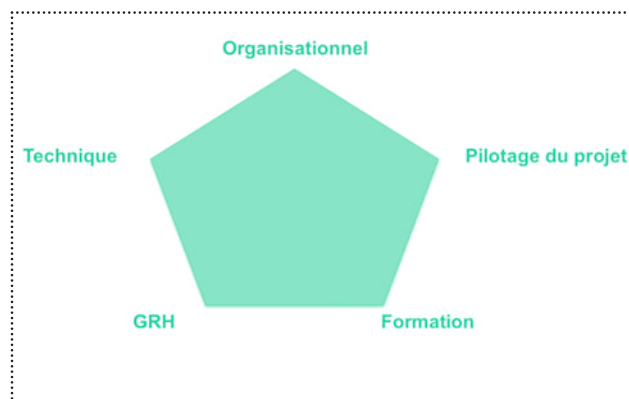 Organisationnel
Technique
Pilotage du projet
GRH
Formation